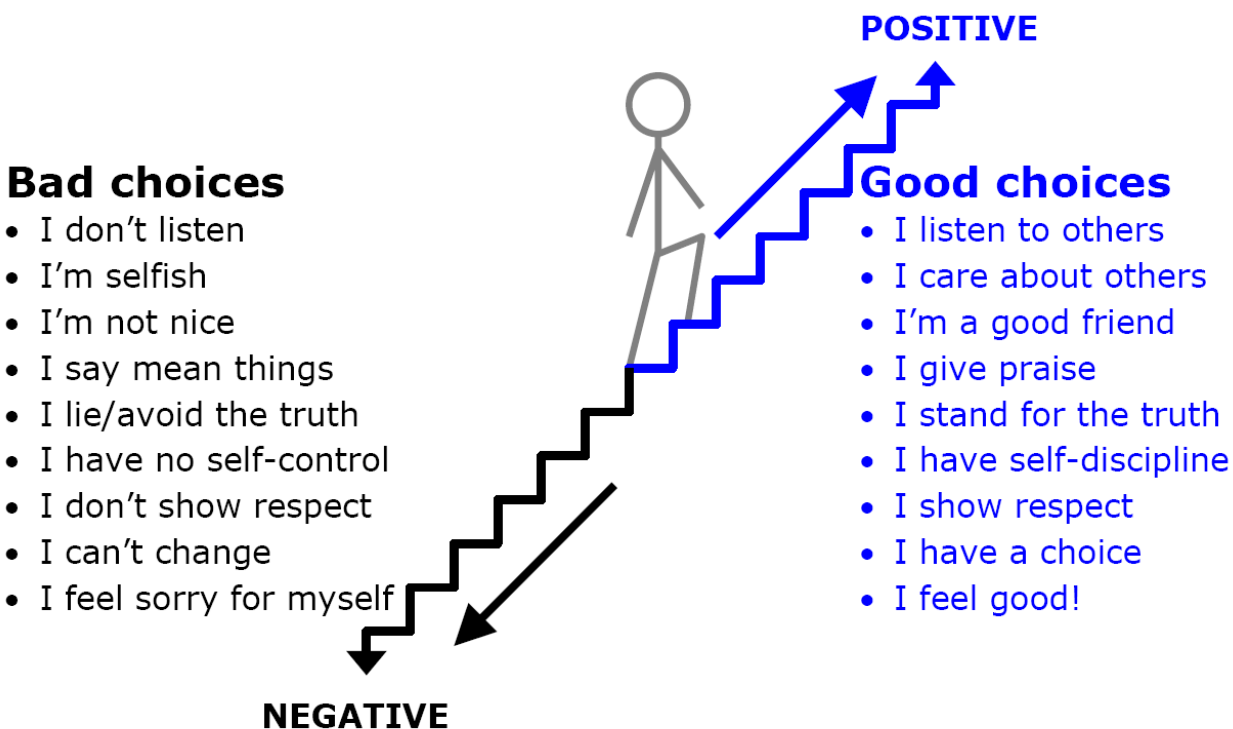 POSITIVE
Bad choices
• I don’t listen
• I’m selfish
• I’m not nice
• I say mean things
• I lie/avoid the truth
• I have no self-control
• I don’t show respect
• I can’t change
• I feel sorry for myself
Good choices
• I listen to others
• I care about others
• I’m a good friend
• I give praise
• I stand for the truth
• I have self-discipline
• I show respect
• I have a choice
• I feel good!
NEGATIVE